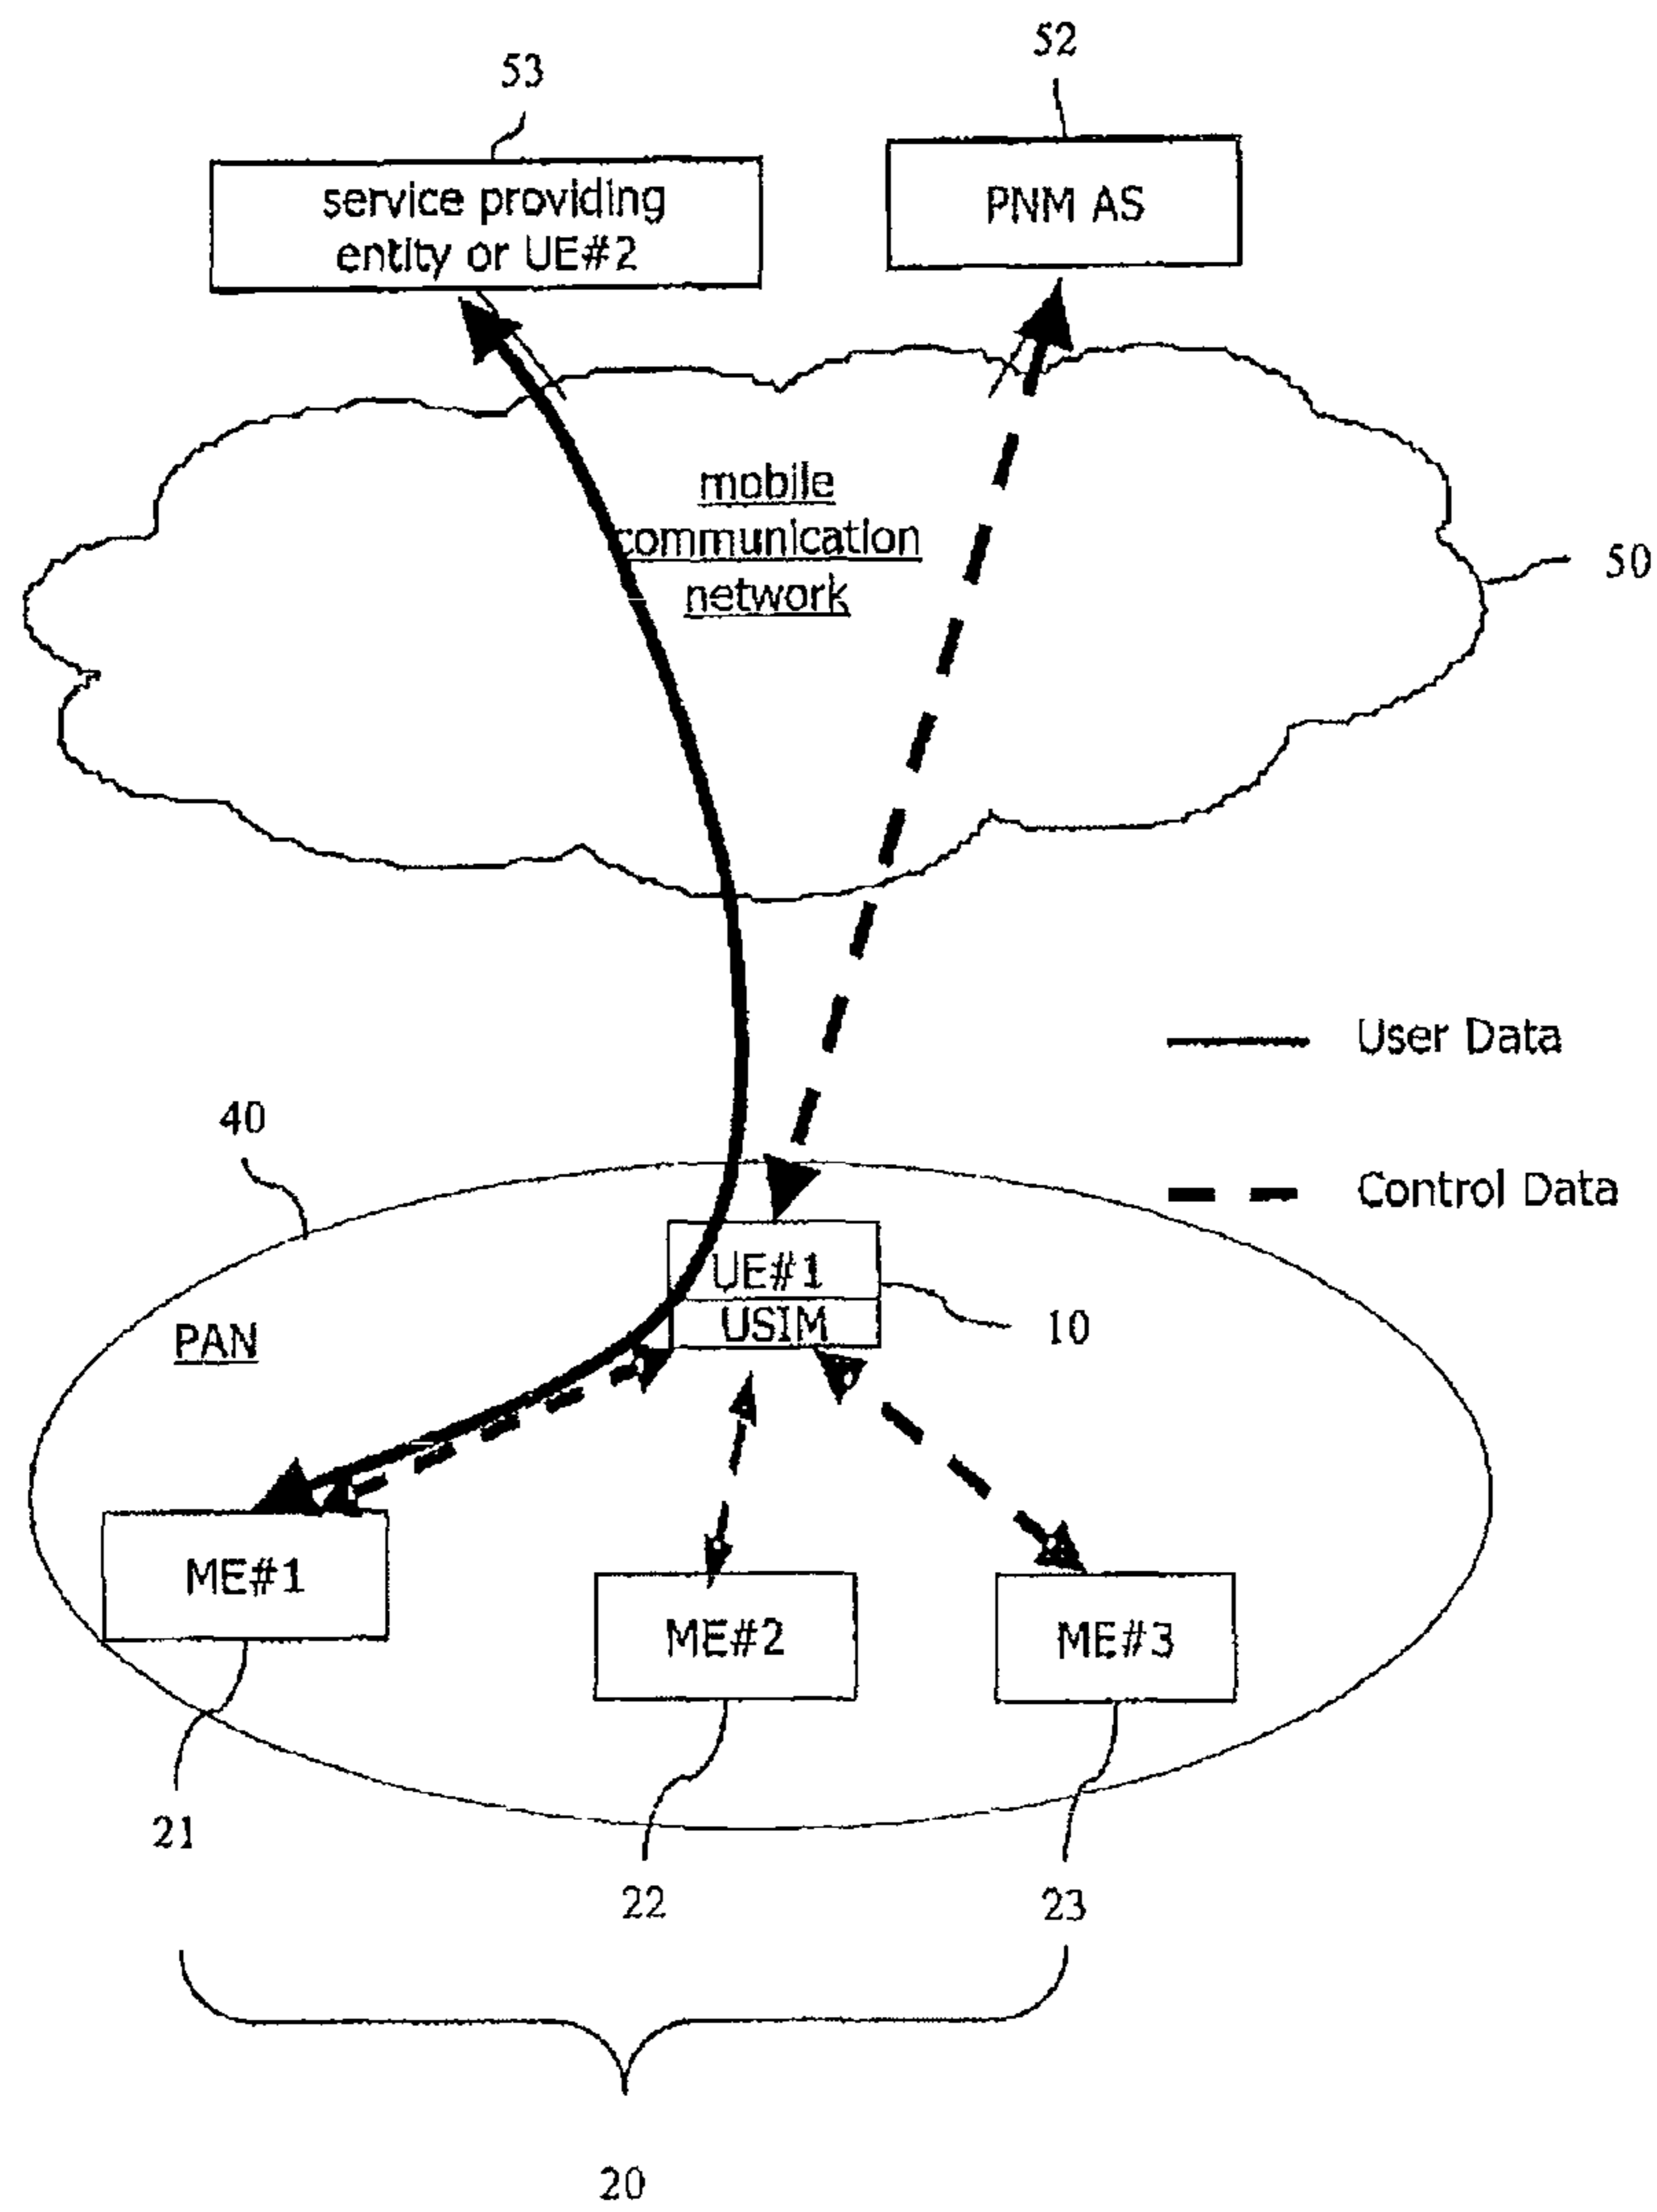 53
52
service providing
entity or UE#2
PNM AS
mobile
communication
network
50
User Data
40
Control Data
UE#1
USIM
10
PAN
ME#1
ME#2
ME#3
21
22
23
20